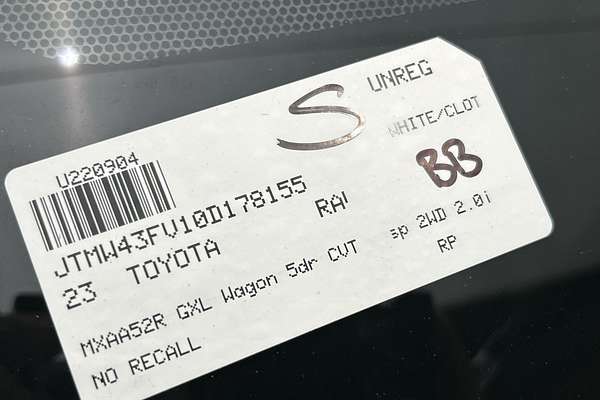 S UNREG
U220904 WHITE/CLOT
BB
JTMW43FV10D178155
23 TOYOTA RAV
MXAA52R GXL Wagon 5dr CVT sp 2WD 2.0i
NO RECALL RP